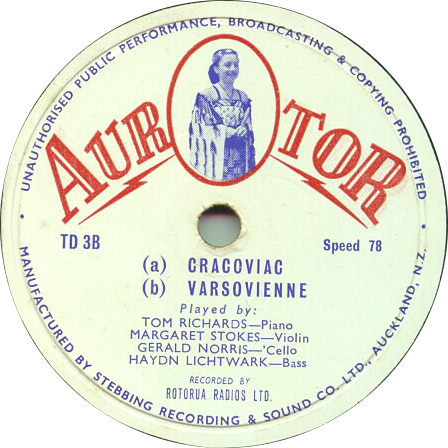 UNAUTHORISED PUBLIC PERFORMANCE, BROADCASTING & COPYING PROHIBITED
AUR TOR
TD 3B
Speed 78
(a) CRACOVIAC
(b) VARSOVIENNE
Played by:
TOM RICHARDS—Piano
MARGARET STOKES—Violin
GERALD NORRIS—'Cello
HAYDN LICHTWARK—Bass
RECORDED BY
ROTORUA RADIOS LTD.
MANUFACTURED BY STEBBING RECORDING & SOUND CO. LTD., AUCKLAND, N.Z.